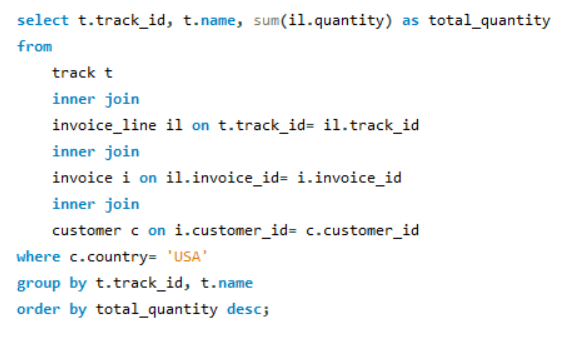 select t.track_id, t.name, sum(il.quantity) as total_quantity
from
track t
inner join
invoice_line il on t.track_id= il.track_id
inner join
invoice i on il.invoice_id= i.invoice_id
inner join
customer c on i.customer_id= c.customer_id
where c.country= 'USA'
group by t.track_id, t.name
order by total_quantity desc;